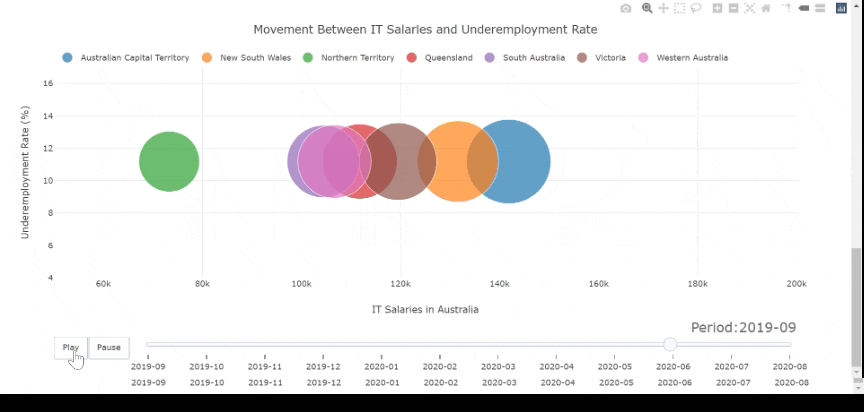 Movement Between IT Salaries and Underemployment Rate
Australian Capital Territory New South Wales Northern Territory Queensland South Australia Victoria Western Australia
Underemployment Rate (%)
16
14
12
10
8
6
4
60k 80k 100k 120k 140k 160k 180k 200k
IT Salaries in Australia
Period:2019-09
Play Pause
2019-09 2019-10 2019-11 2019-12 2020-01 2020-02 2020-03 2020-04 2020-05 2020-06 2020-07 2020-08
2019-09 2019-10 2019-11 2019-12 2020-01 2020-02 2020-03 2020-04 2020-05 2020-06 2020-07 2020-08